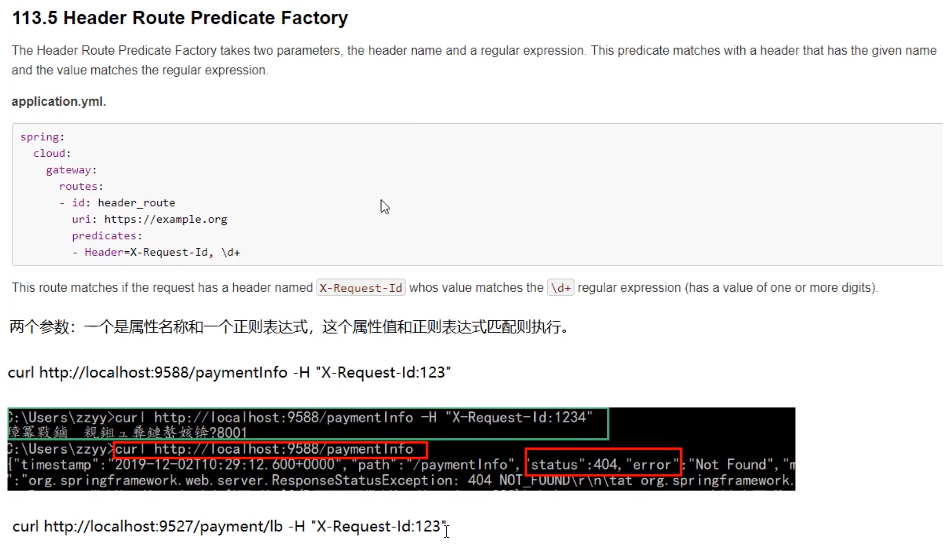 113.5 Header Route Predicate Factory
The Header Route Predicate Factory takes two parameters, the header name and a regular expression. This predicate matches with a header that has the given name
and the value matches the regular expression.
application.yml.
spring:
cloud:
gateway:
routes:
- id: header_route
uri: https://example.org
predicates:
- Header=X-Request-Id, \d+
This route matches if the request has a header named X-Request-Id whos value matches the \d+ regular expression (has a value of one or more digits).
两个参数：一个是属性名称和一个正则表达式，这个属性值和正则表达式匹配则执行。
curl http://localhost:9588/paymentInfo -H "X-Request-Id:123"
C:\Users\zzyy>curl http://localhost:9588/paymentInfo -H "X-Request-Id:1234"
?8001
C:\Users\zzyy>curl http://localhost:9588/paymentInfo
{"timestamp":"2019-12-02T10:29:12.600+0000","path":"/paymentInfo","status":404,"error":"Not Found","m
":"org.springframework.web.server.ResponseStatusException: 404 NOT_FOUND\r\n\tat org.springframework.
curl http://localhost:9527/payment/lb -H "X-Request-Id:123"